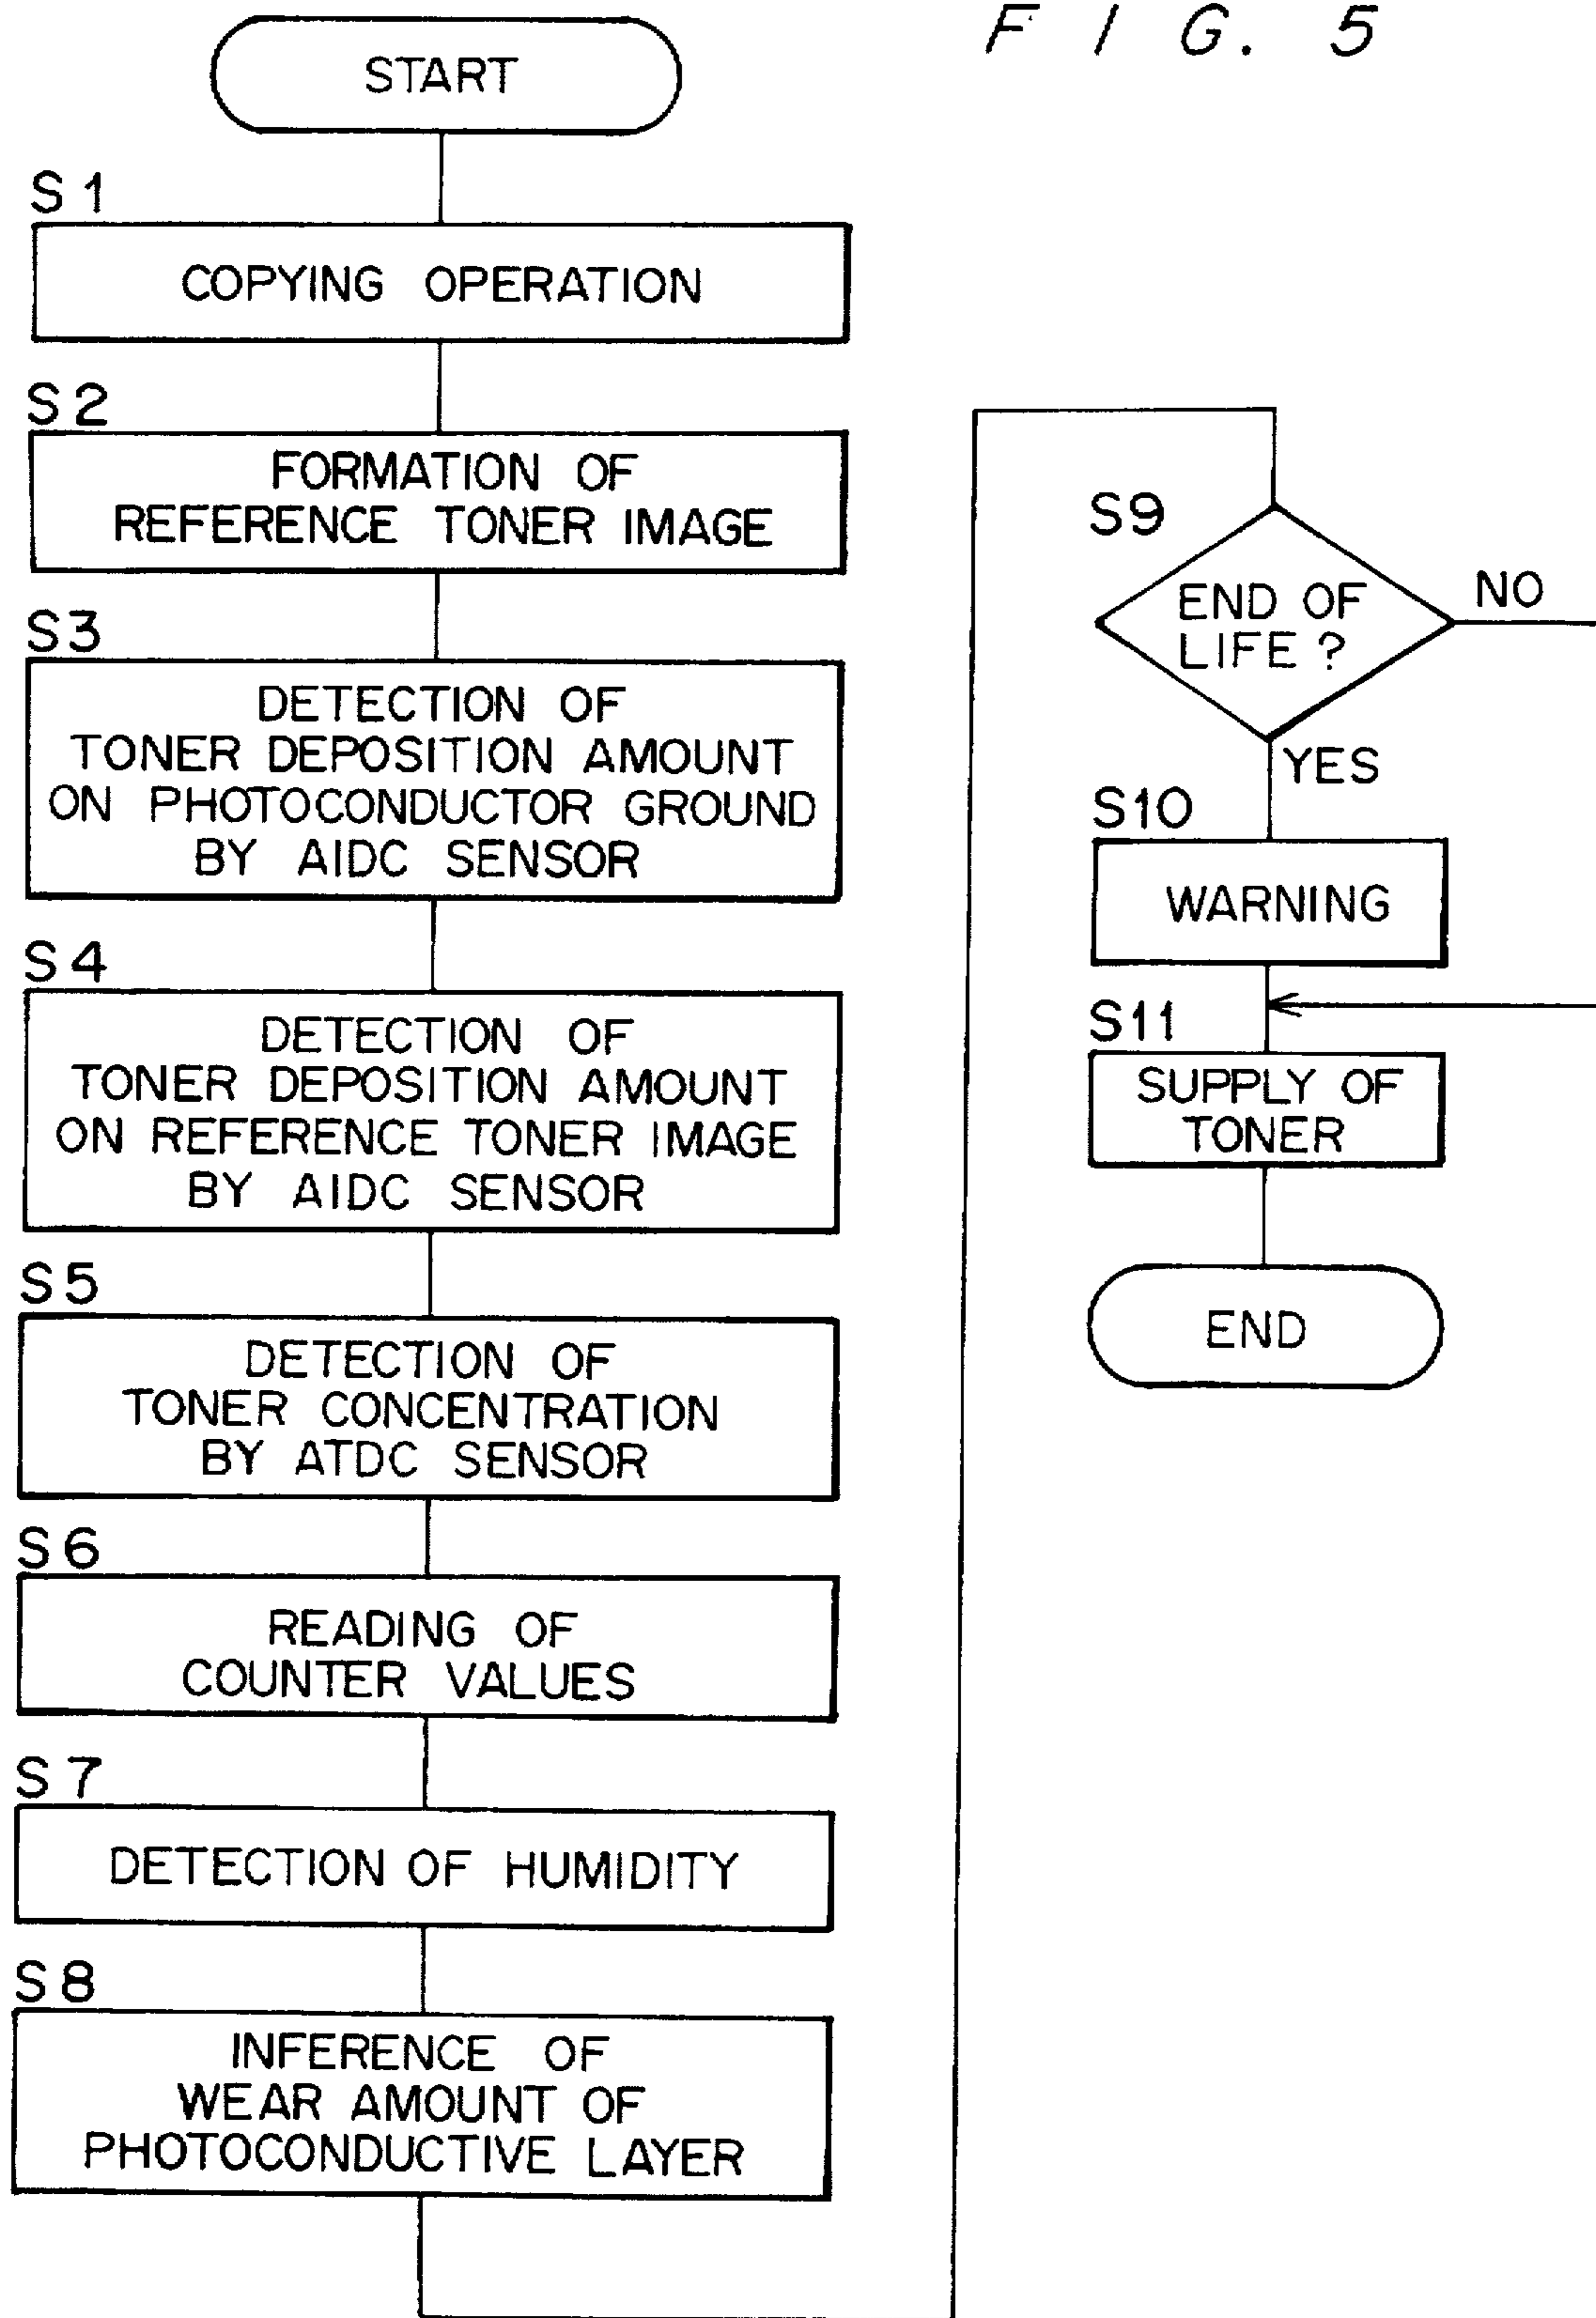 FIG. 5
START
S1
COPYING OPERATION
S2
FORMATION OF
REFERENCE TONER IMAGE
S3
DETECTION OF
TONER DEPOSITION AMOUNT
ON PHOTOCONDUCTOR GROUND
BY AIDC SENSOR
S4
DETECTION OF
TONER DEPOSITION AMOUNT
ON REFERENCE TONER IMAGE
BY AIDC SENSOR
S5
DETECTION OF
TONER CONCENTRATION
BY ATDC SENSOR
S6
READING OF
COUNTER VALUES
S7
DETECTION OF HUMIDITY
S8
INFERENCE OF
WEAR AMOUNT OF
PHOTOCONDUCTIVE LAYER
S9
END OF
LIFE ?
NO
YES
S10
WARNING
S11
SUPPLY OF
TONER
END